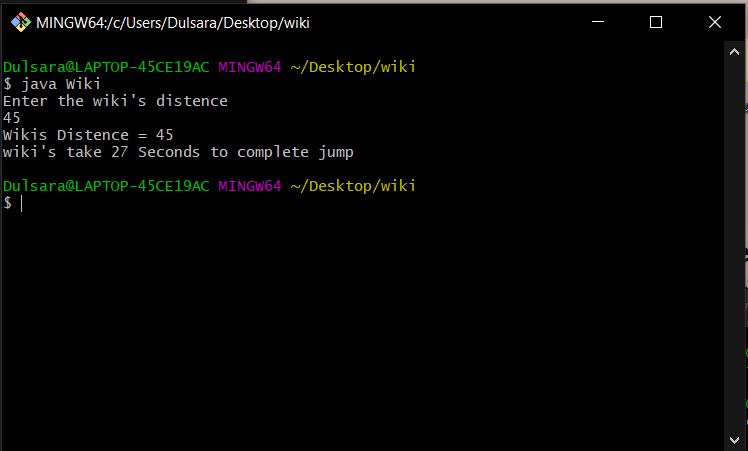 MINGW64:/c/Users/Dulsara/Desktop/wiki
Dulsara@LAPTOP-45CE19AC MINGW64 ~/Desktop/wiki
$ java Wiki
Enter the wiki's distence
45
Wikis Distence = 45
wiki's take 27 Seconds to complete jump
Dulsara@LAPTOP-45CE19AC MINGW64 ~/Desktop/wiki
$